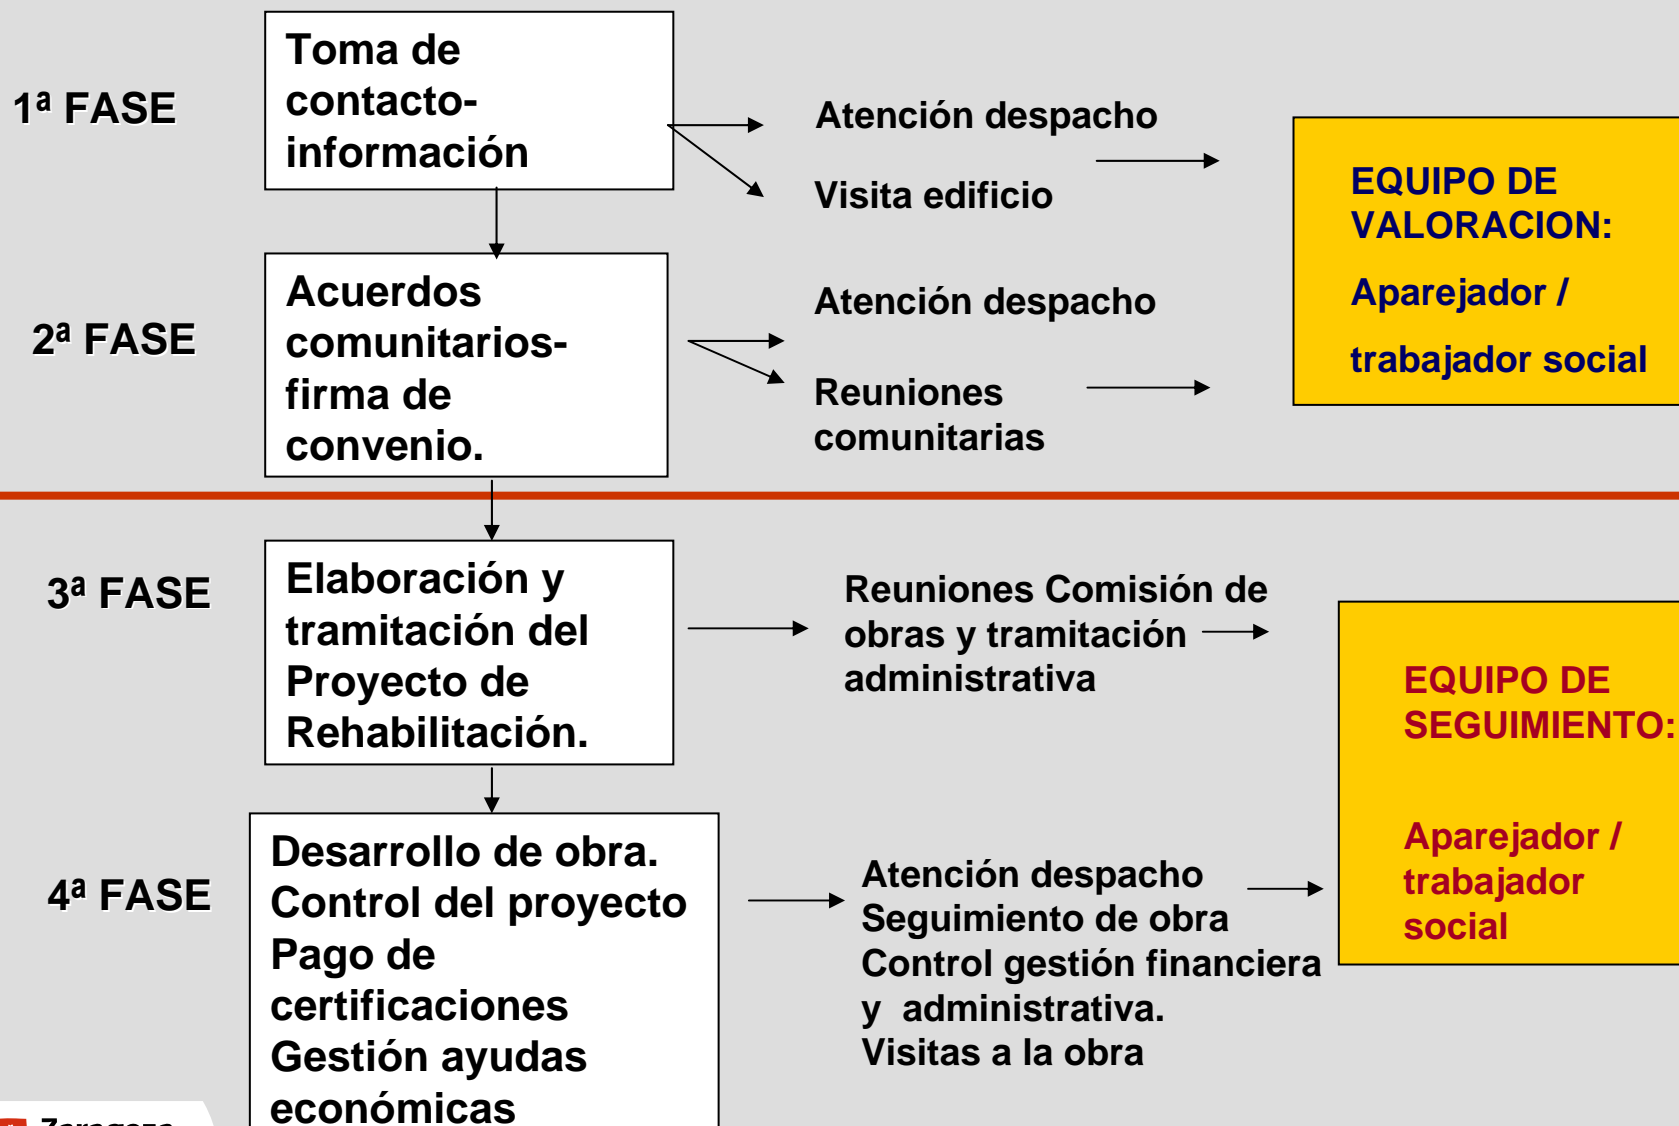 1ª FASE
Toma de
contacto-
información
Atención despacho
Visita edificio
EQUIPO DE
VALORACION:
Aparejador /
trabajador social
2ª FASE
Acuerdos
comunitarios-
firma de
convenio.
Atención despacho
Reuniones
comunitarias
3ª FASE
Elaboración y
tramitación del
Proyecto de
Rehabilitación.
Reuniones Comisión de
obras y tramitación
administrativa
EQUIPO DE
SEGUIMIENTO:
Aparejador /
trabajador
social
4ª FASE
Desarrollo de obra.
Control del proyecto
Pago de
certificaciones
Gestión ayudas
económicas
Atención despacho
Seguimiento de obra
Control gestión financiera
y administrativa.
Visitas a la obra
Zaragoza